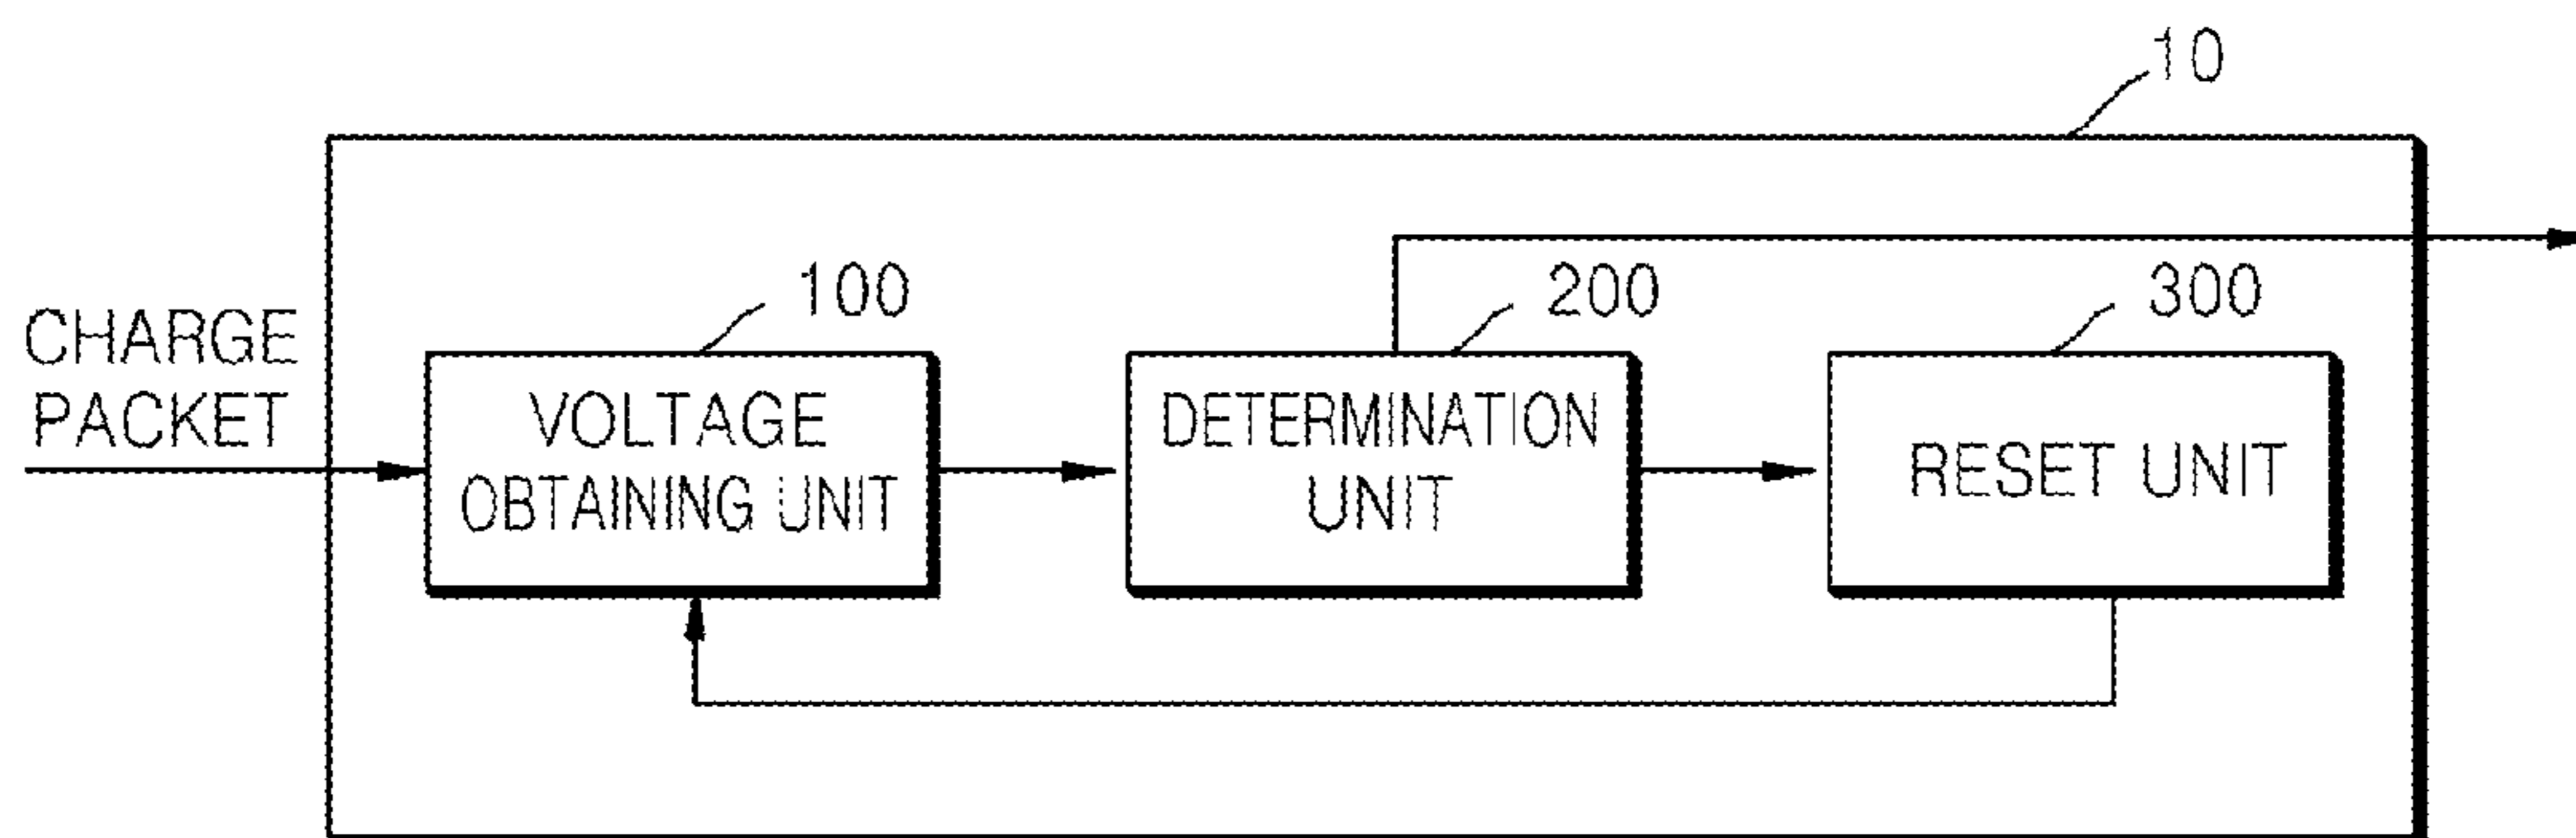 10
100
200
300
CHARGE
PACKET
VOLTAGE
OBTAINING UNIT
DETERMINATION
UNIT
RESET UNIT